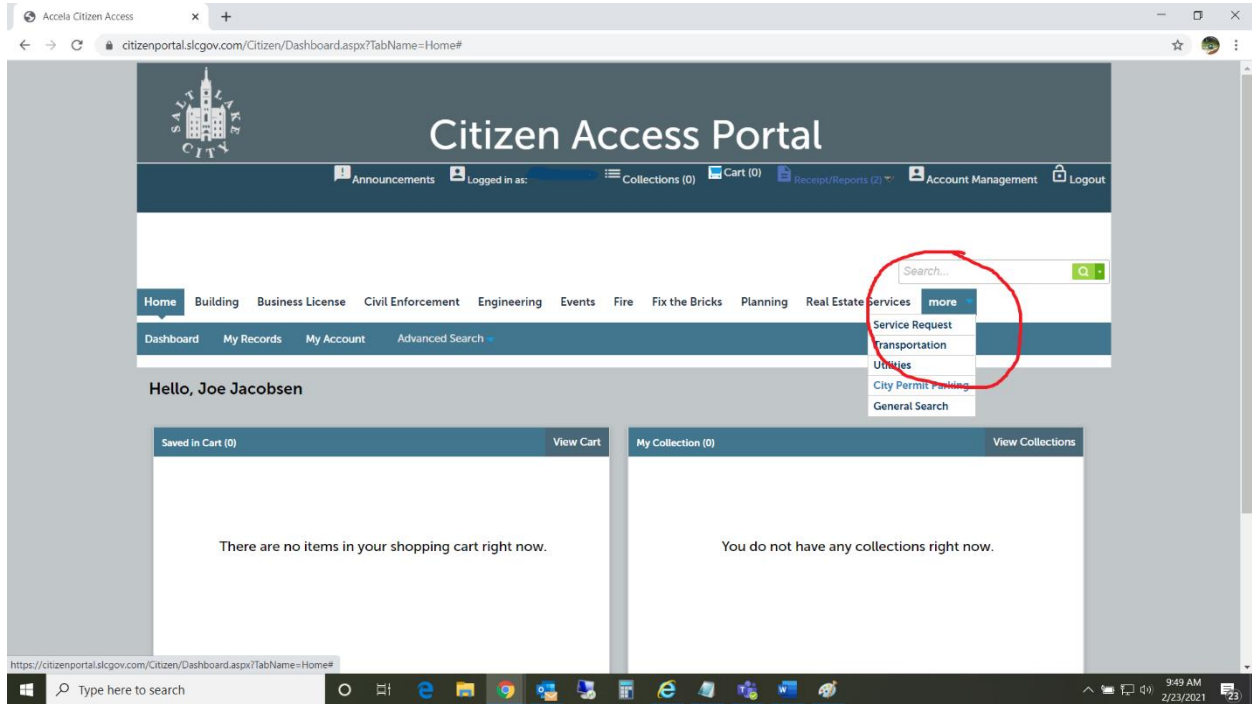 Accela Citizen Access
citizenportal.slcgov.com/Citizen/Dashboard.aspx?TabName=Home#
SALT LAKE CITY
Citizen Access Portal
Announcements Logged in as: Collections (0) Cart (0) Receipt/Reports (2) Account Management Logout
Search...
Home Building Business License Civil Enforcement Engineering Events Fire Fix the Bricks Planning Real Estate Services more
Service Request
Dashboard My Records My Account Advanced Search
Transportation
Utilities
City Permit Parking
General Search
Hello, Joe Jacobsen
Saved in Cart (0) View Cart My Collection (0) View Collections
There are no items in your shopping cart right now. You do not have any collections right now.
https://citizenportal.slcgov.com/Citizen/Dashboard.aspx?TabName=Home#
Type here to search
9:49 AM
2/23/2021
23